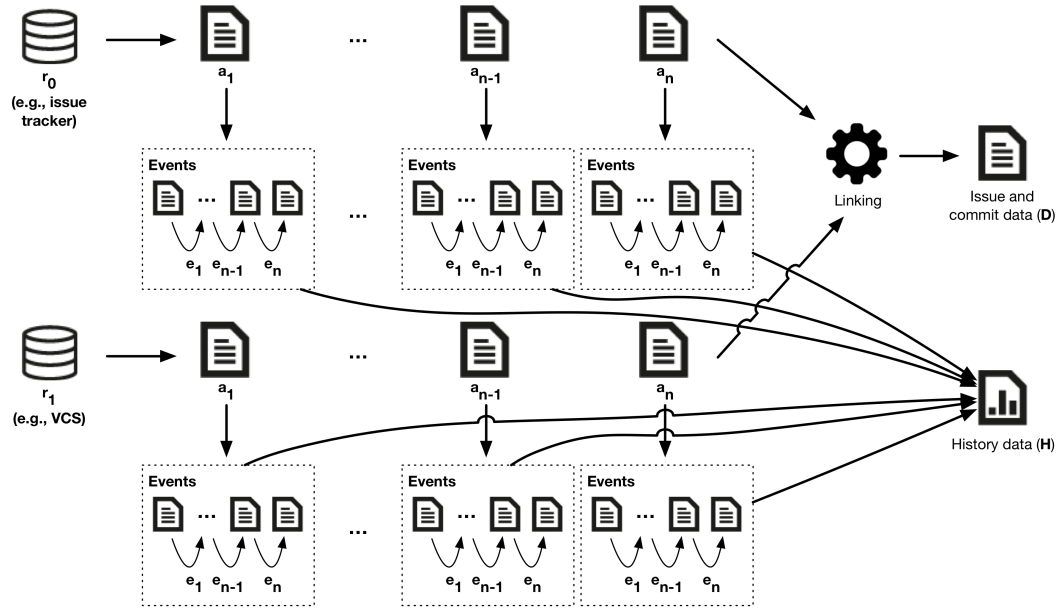 ...
r0
(e.g., issue
tracker)
a1
an-1
an
Events
...
e1 en-1 en
...
Events
...
e1 en-1 en
Events
...
e1 en-1 en
Linking
Issue and
commit data (D)
...
r1
(e.g., VCS)
a1
an-1
an
History data (H)
Events
...
e1 en-1 en
...
Events
...
e1 en-1 en
Events
...
e1 en-1 en